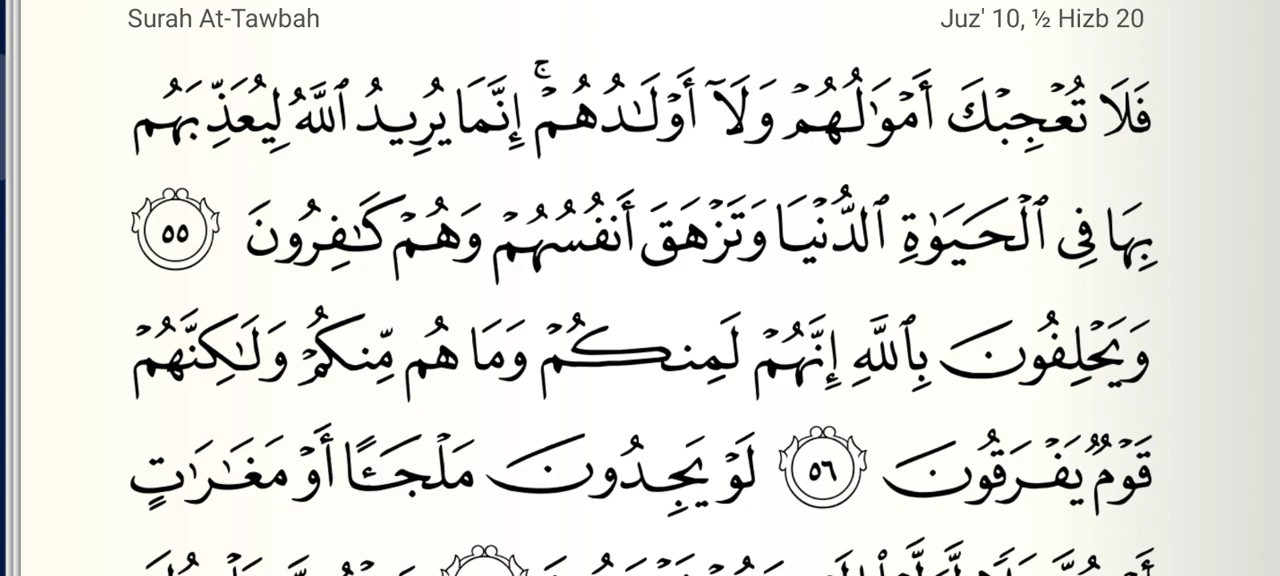 Surah At-Tawbah
Juz' 10, ½ Hizb 20
فَلَا تُعۡجِبۡكَ أَمۡوَٰلُهُمۡ وَلَآ أَوۡلَٰدُهُمۡۚ إِنَّمَا يُرِيدُ ٱللَّهُ لِيُعَذِّبَهُم
بِهَا فِي ٱلۡحَيَوٰةِ ٱلدُّنۡيَا وَتَزۡهَقَ أَنفُسُهُمۡ وَهُمۡ كَٰفِرُونَ ٥٥
وَيَحۡلِفُونَ بِٱللَّهِ إِنَّهُمۡ لَمِنكُمۡ وَمَا هُم مِّنكُمۡ وَلَٰكِنَّهُمۡ
قَوۡمٞ يَفۡرَقُونَ ٥٦ لَوۡ يَجِدُونَ مَلۡجَـًٔا أَوۡ مَغَٰرَٰتٍ